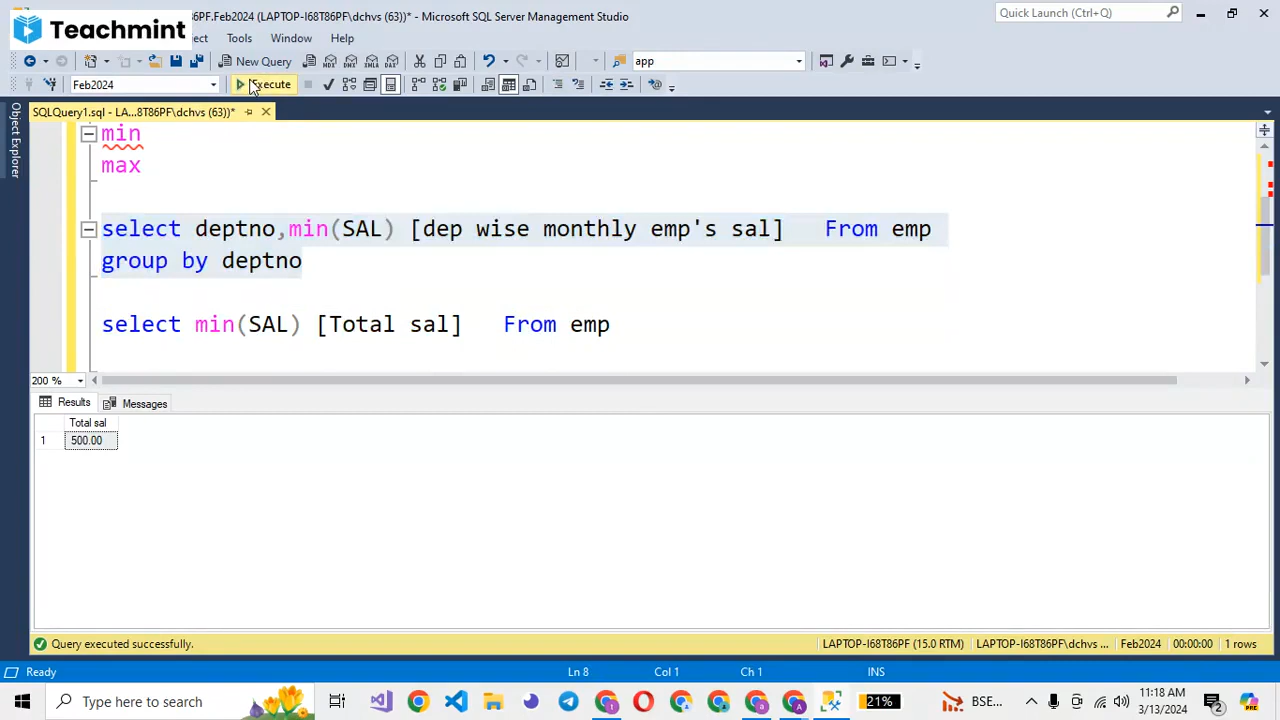 Teachmint
86PF.Feb2024 (LAPTOP-I68T86PF\dchvs (63))* - Microsoft SQL Server Management Studio
Quick Launch (Ctrl+Q)
Tools Window Help
New Query
app
Feb2024
Execute
SQLQuery1.sql - LA...8T86PF\dchvs (63))*
Object Explorer
min
max
select deptno,min(SAL) [dep wise monthly emp's sal] From emp
group by deptno
select min(SAL) [Total sal] From emp
200 %
Results Messages
Total sal
1 500.00
Query executed successfully.
LAPTOP-I68T86PF (15.0 RTM) LAPTOP-I68T86PF\dchvs ... Feb2024 00:00:00 1 rows
Ready
Ln 8 Col 1 Ch 1 INS
Type here to search
21%
BSE...
11:18 AM
3/13/2024
2
PRE